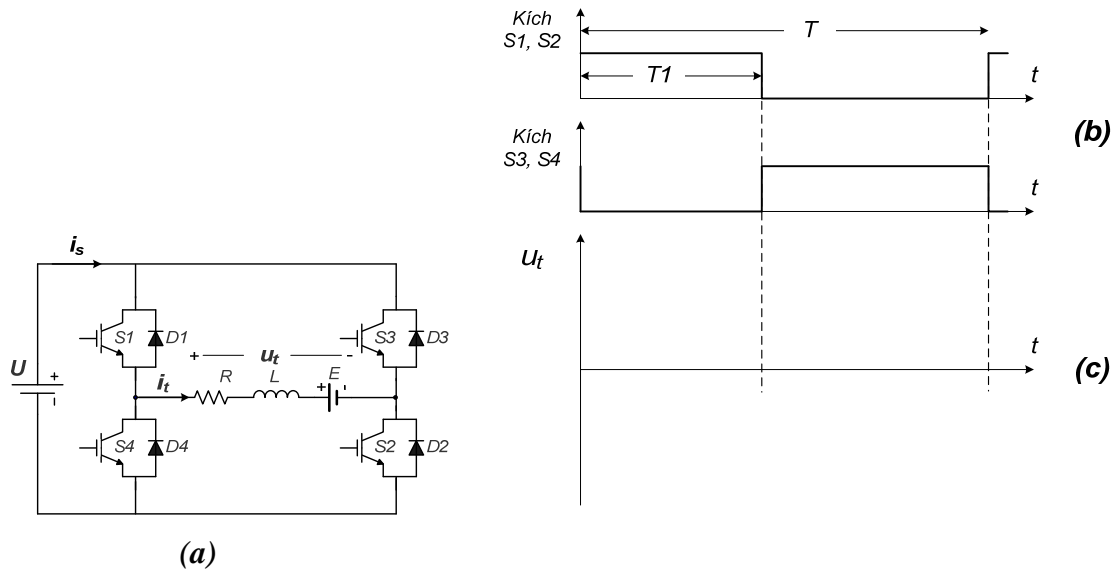 Kích
S1, S2
T
T1
t
(b)
Kích
S3, S4
t
u_t
t
(c)
i_s
S1
D1
S3
D3
+ u_t -
U
+
-
i_t
R
L
+ E -
S4
D4
S2
D2
(a)